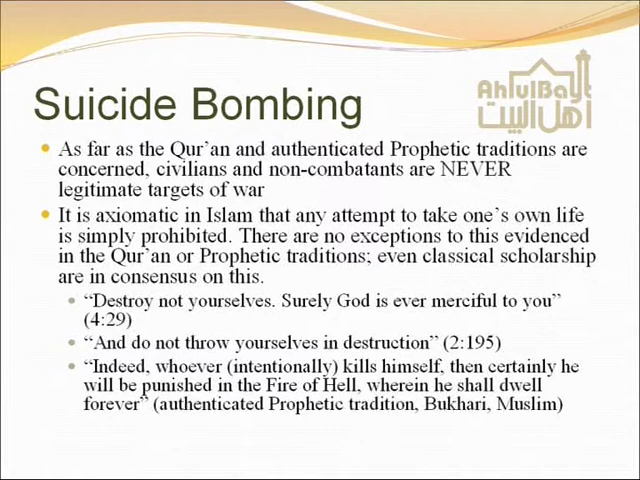 AhlulBayt
اهل البيت
Suicide Bombing
As far as the Qur’an and authenticated Prophetic traditions are
concerned, civilians and non-combatants are NEVER
legitimate targets of war
It is axiomatic in Islam that any attempt to take one’s own life
is simply prohibited. There are no exceptions to this evidenced
in the Qur’an or Prophetic traditions; even classical scholarship
are in consensus on this.
“Destroy not yourselves. Surely God is ever merciful to you”
(4:29)
“And do not throw yourselves in destruction” (2:195)
“Indeed, whoever (intentionally) kills himself, then certainly he
will be punished in the Fire of Hell, wherein he shall dwell
forever” (authenticated Prophetic tradition, Bukhari, Muslim)